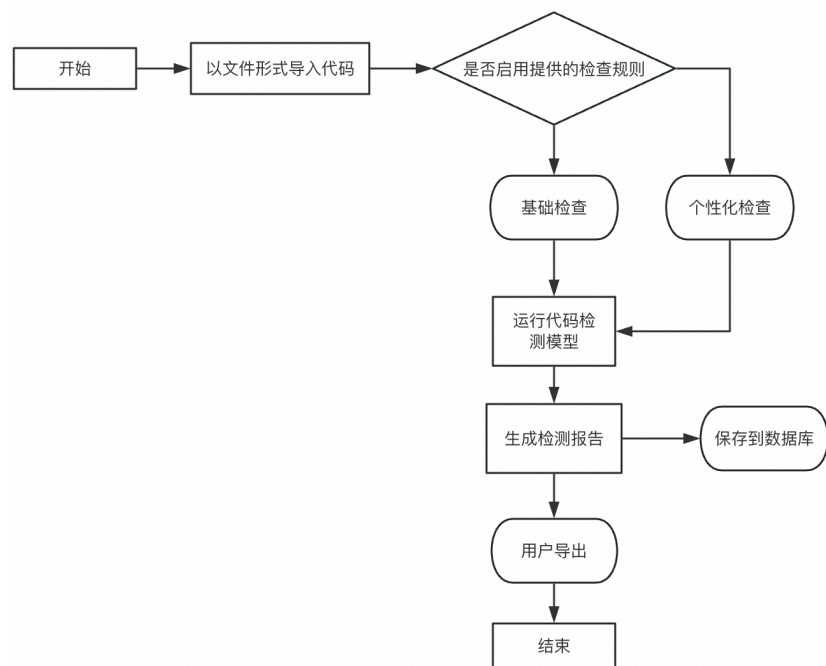 开始
以文件形式导入代码
是否启用提供的检查规则
基础检查
个性化检查
运行代码检
测模型
生成检测报告
保存到数据库
用户导出
结束